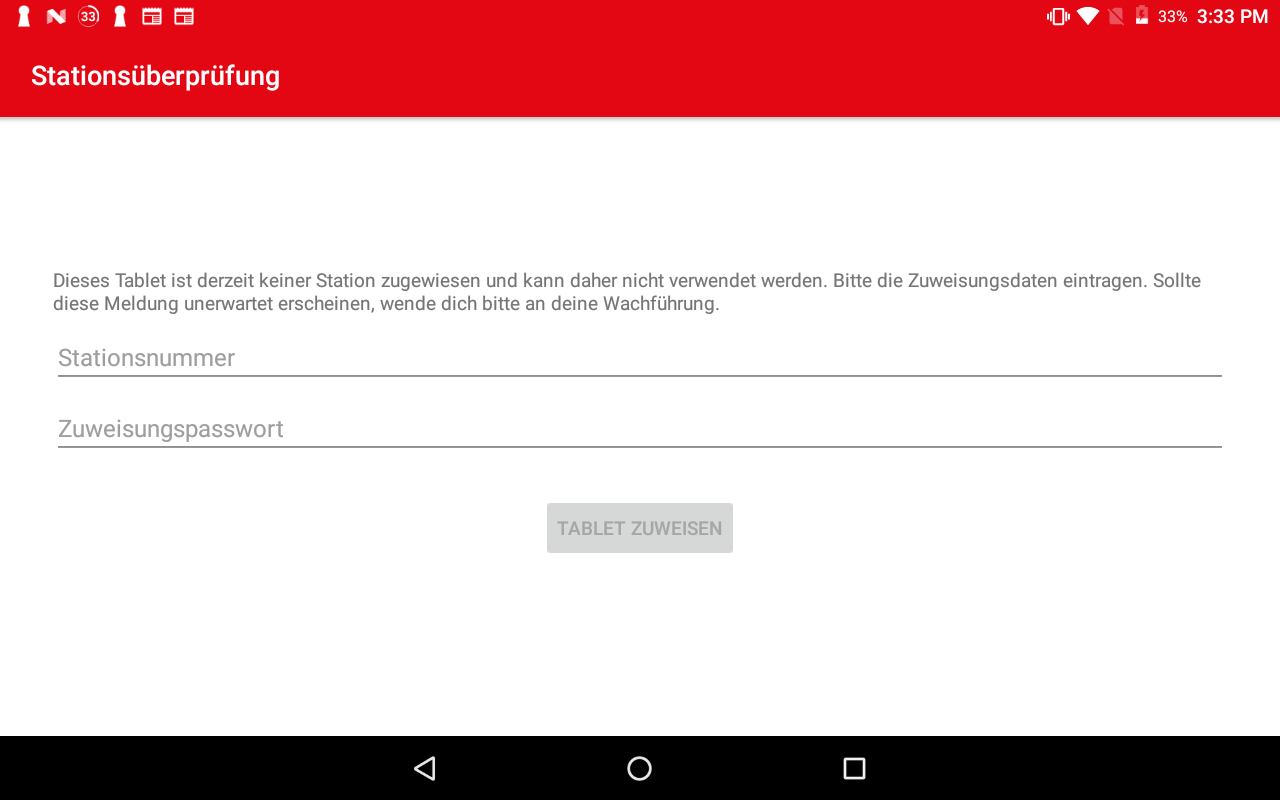 33
33% 3:33 PM
Stationsüberprüfung
Dieses Tablet ist derzeit keiner Station zugewiesen und kann daher nicht verwendet werden. Bitte die Zuweisungsdaten eintragen. Sollte
diese Meldung unerwartet erscheinen, wende dich bitte an deine Wachführung.
Stationsnummer
Zuweisungspasswort
TABLET ZUWEISEN